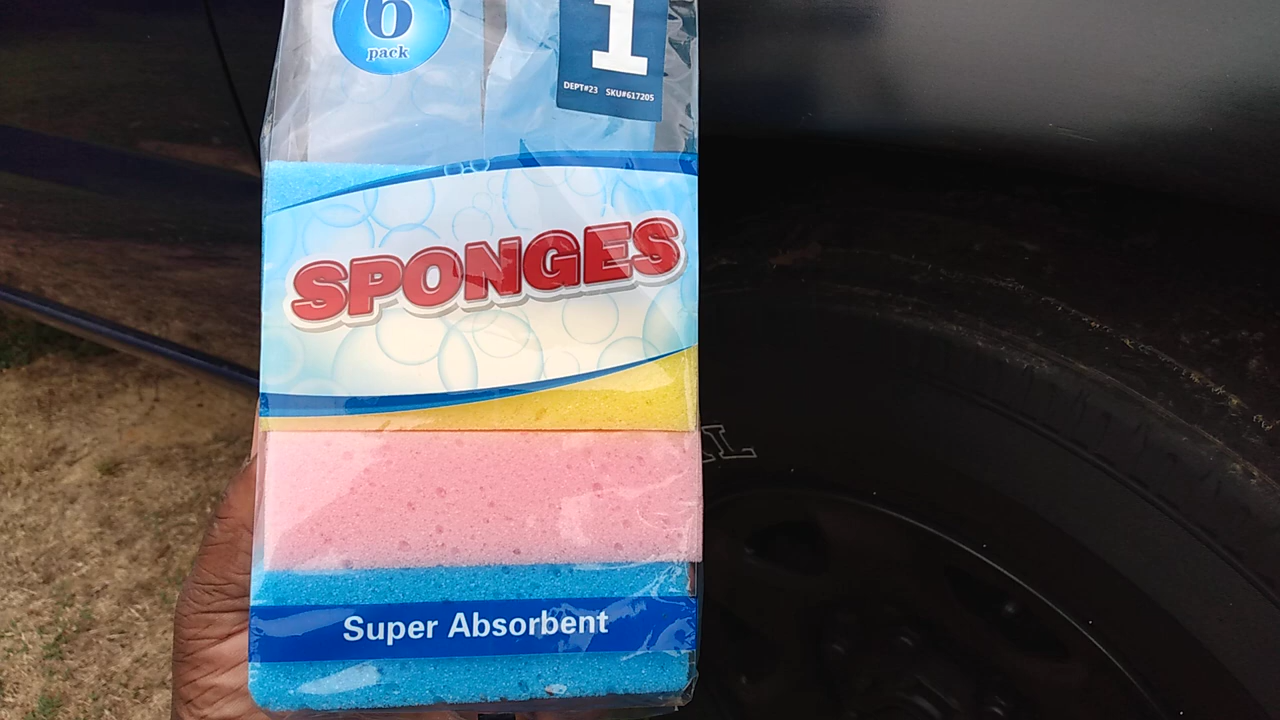 6
pack
1
DEPT#23 SKU#617205
SPONGES
Super Absorbent